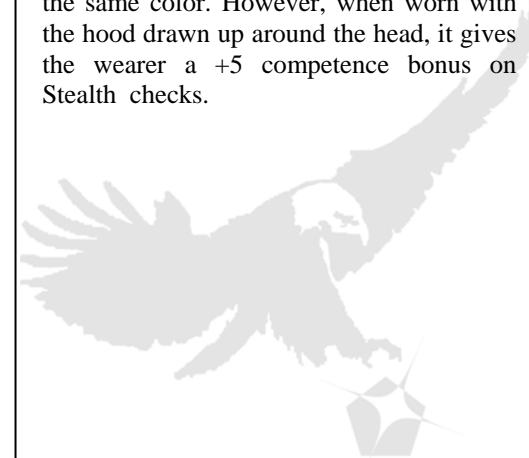 the same color. However, when worn with
the hood drawn up around the head, it gives
the wearer a +5 competence bonus on
Stealth checks.